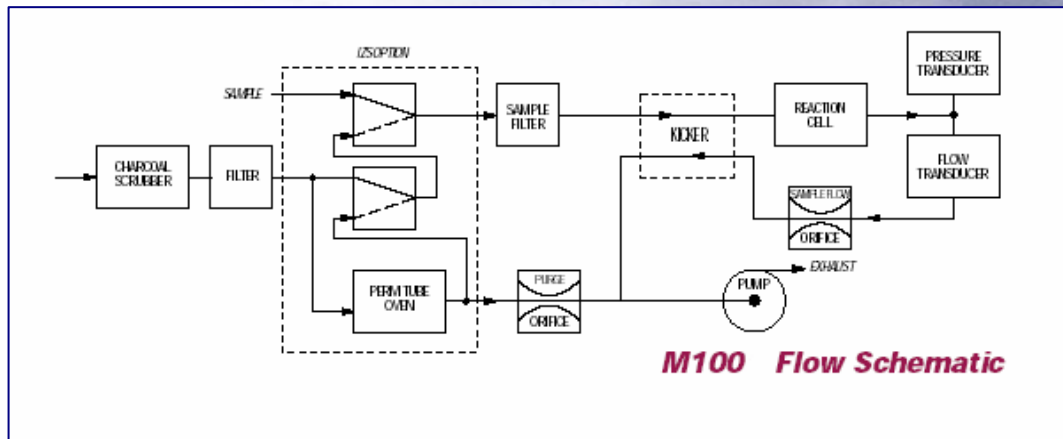 IZS OPTION
SAMPLE
PRESSURE
TRANSDUCER
SAMPLE
FILTER
KICKER
REACTION
CELL
CHARCOAL
SCRUBBER
FILTER
FLOW
TRANSDUCER
SAMPLE FLOW
ORIFICE
PERM TUBE
OVEN
PURGE
ORIFICE
PUMP
EXHAUST
M100 Flow Schematic